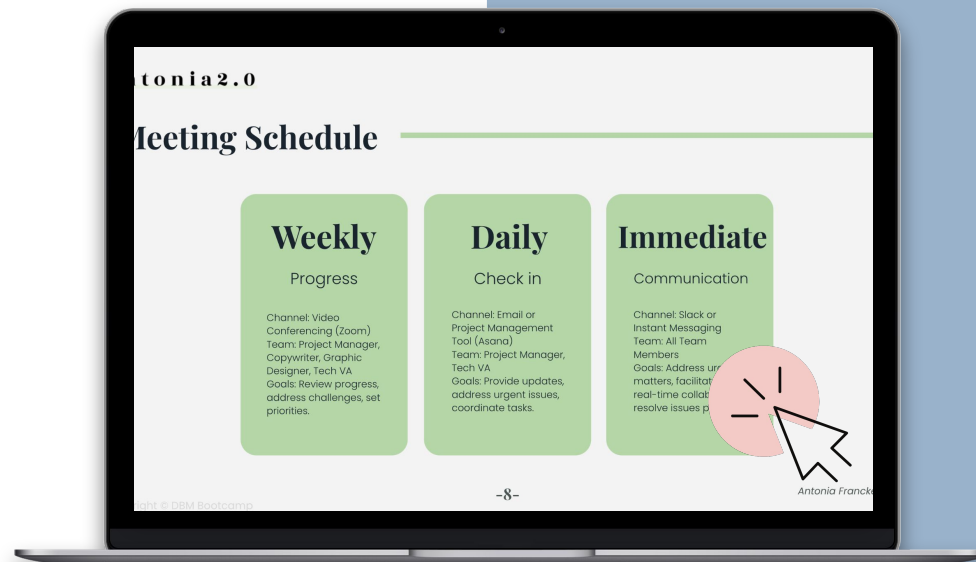 tonia2.0
Meeting Schedule
Weekly
Progress
Channel: Video
Conferencing (Zoom)
Team: Project Manager,
Copywriter, Graphic
Designer, Tech VA
Goals: Review progress,
address challenges, set
priorities.
Daily
Check in
Channel: Email or
Project Management
Tool (Asana)
Team: Project Manager,
Tech VA
Goals: Provide updates,
address urgent issues,
coordinate tasks.
Immediate
Communication
Channel: Slack or
Instant Messaging
Team: All Team
Members
Goals: Address
matters,
real-time
resolve issues
-8-
Antonia Francke
© DBM Bootcamp